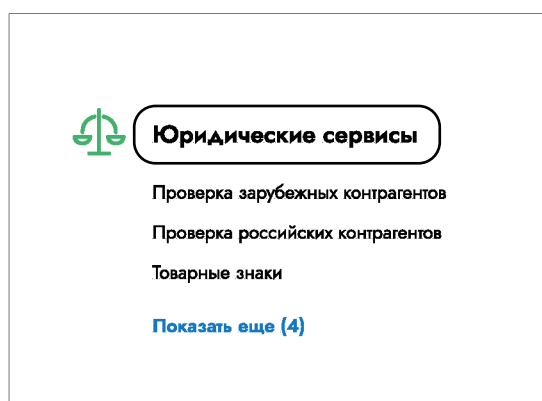 Юридические сервисы
Проверка зарубежных контрагентов
Проверка российских контрагентов
Товарные знаки
Показать еще (4)